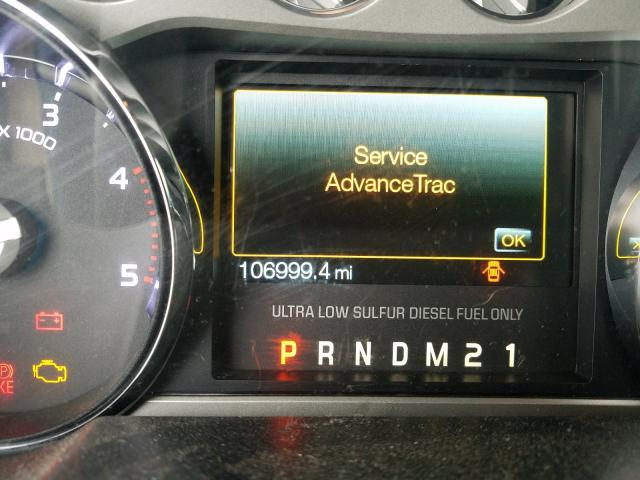 3
X 1000
4
5
Service
AdvanceTrac
OK
106999.4 mi
ULTRA LOW SULFUR DIESEL FUEL ONLY
P R N D M 2 1
(P)